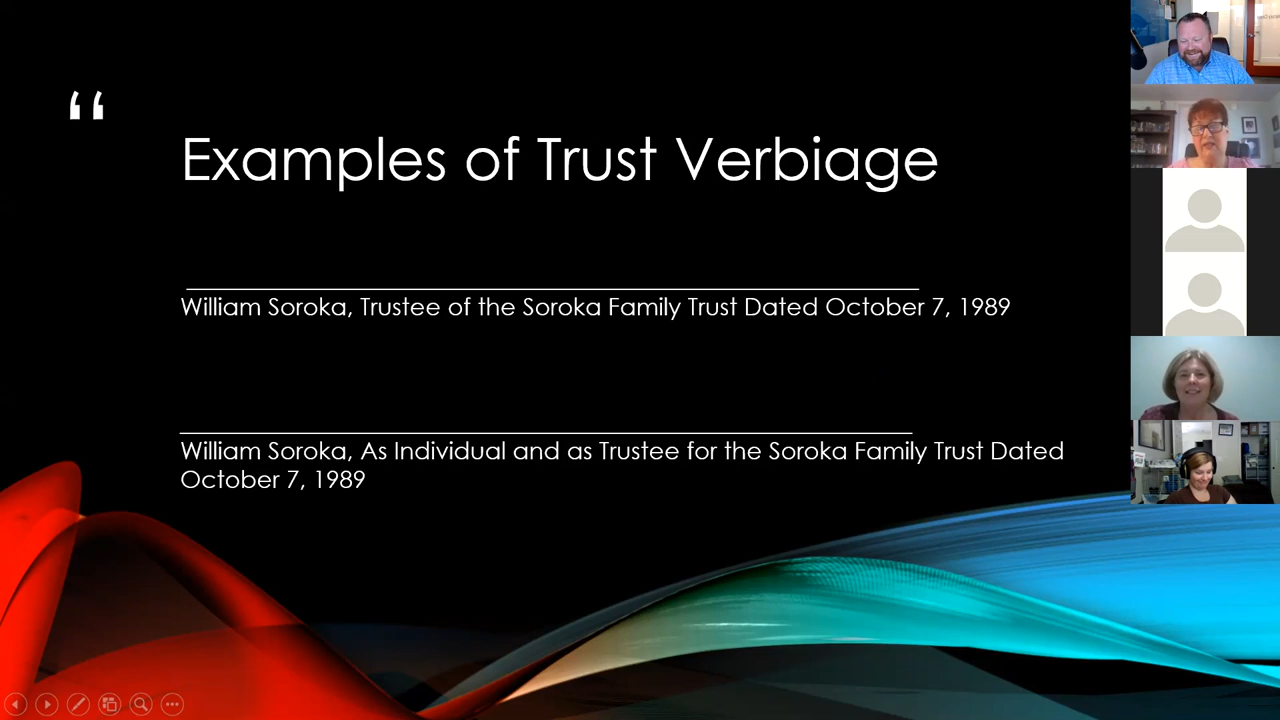 “
Examples of Trust Verbiage
William Soroka, Trustee of the Soroka Family Trust Dated October 7, 1989
William Soroka, As Individual and as Trustee for the Soroka Family Trust Dated
October 7, 1989